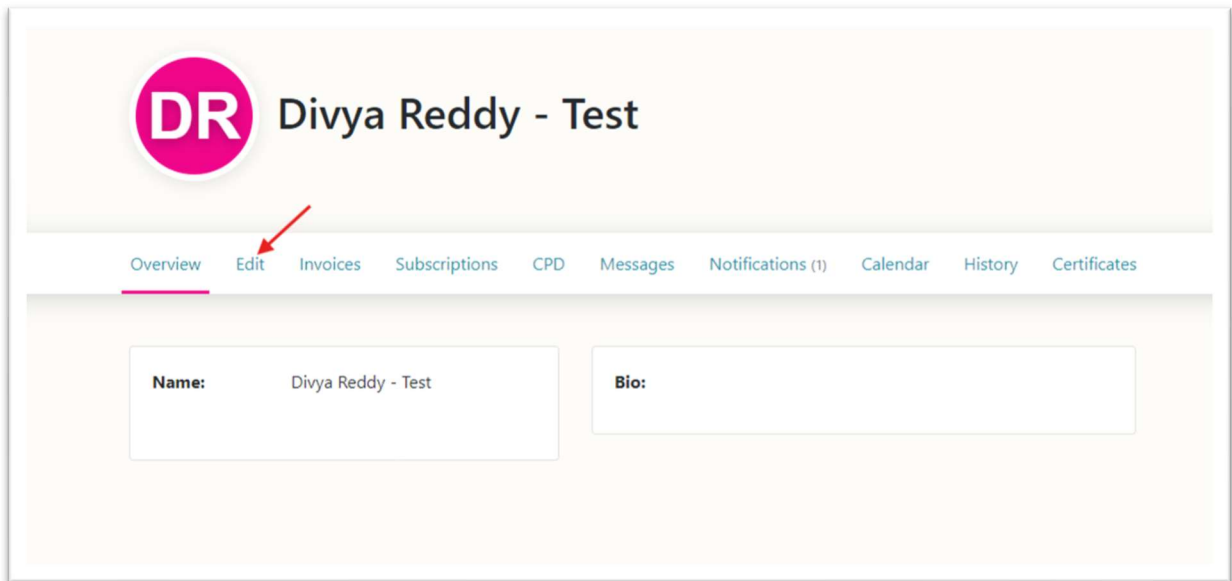 DR
Divya Reddy - Test
Overview Edit Invoices Subscriptions CPD Messages Notifications (1) Calendar History Certificates
Name: Divya Reddy - Test
Bio: